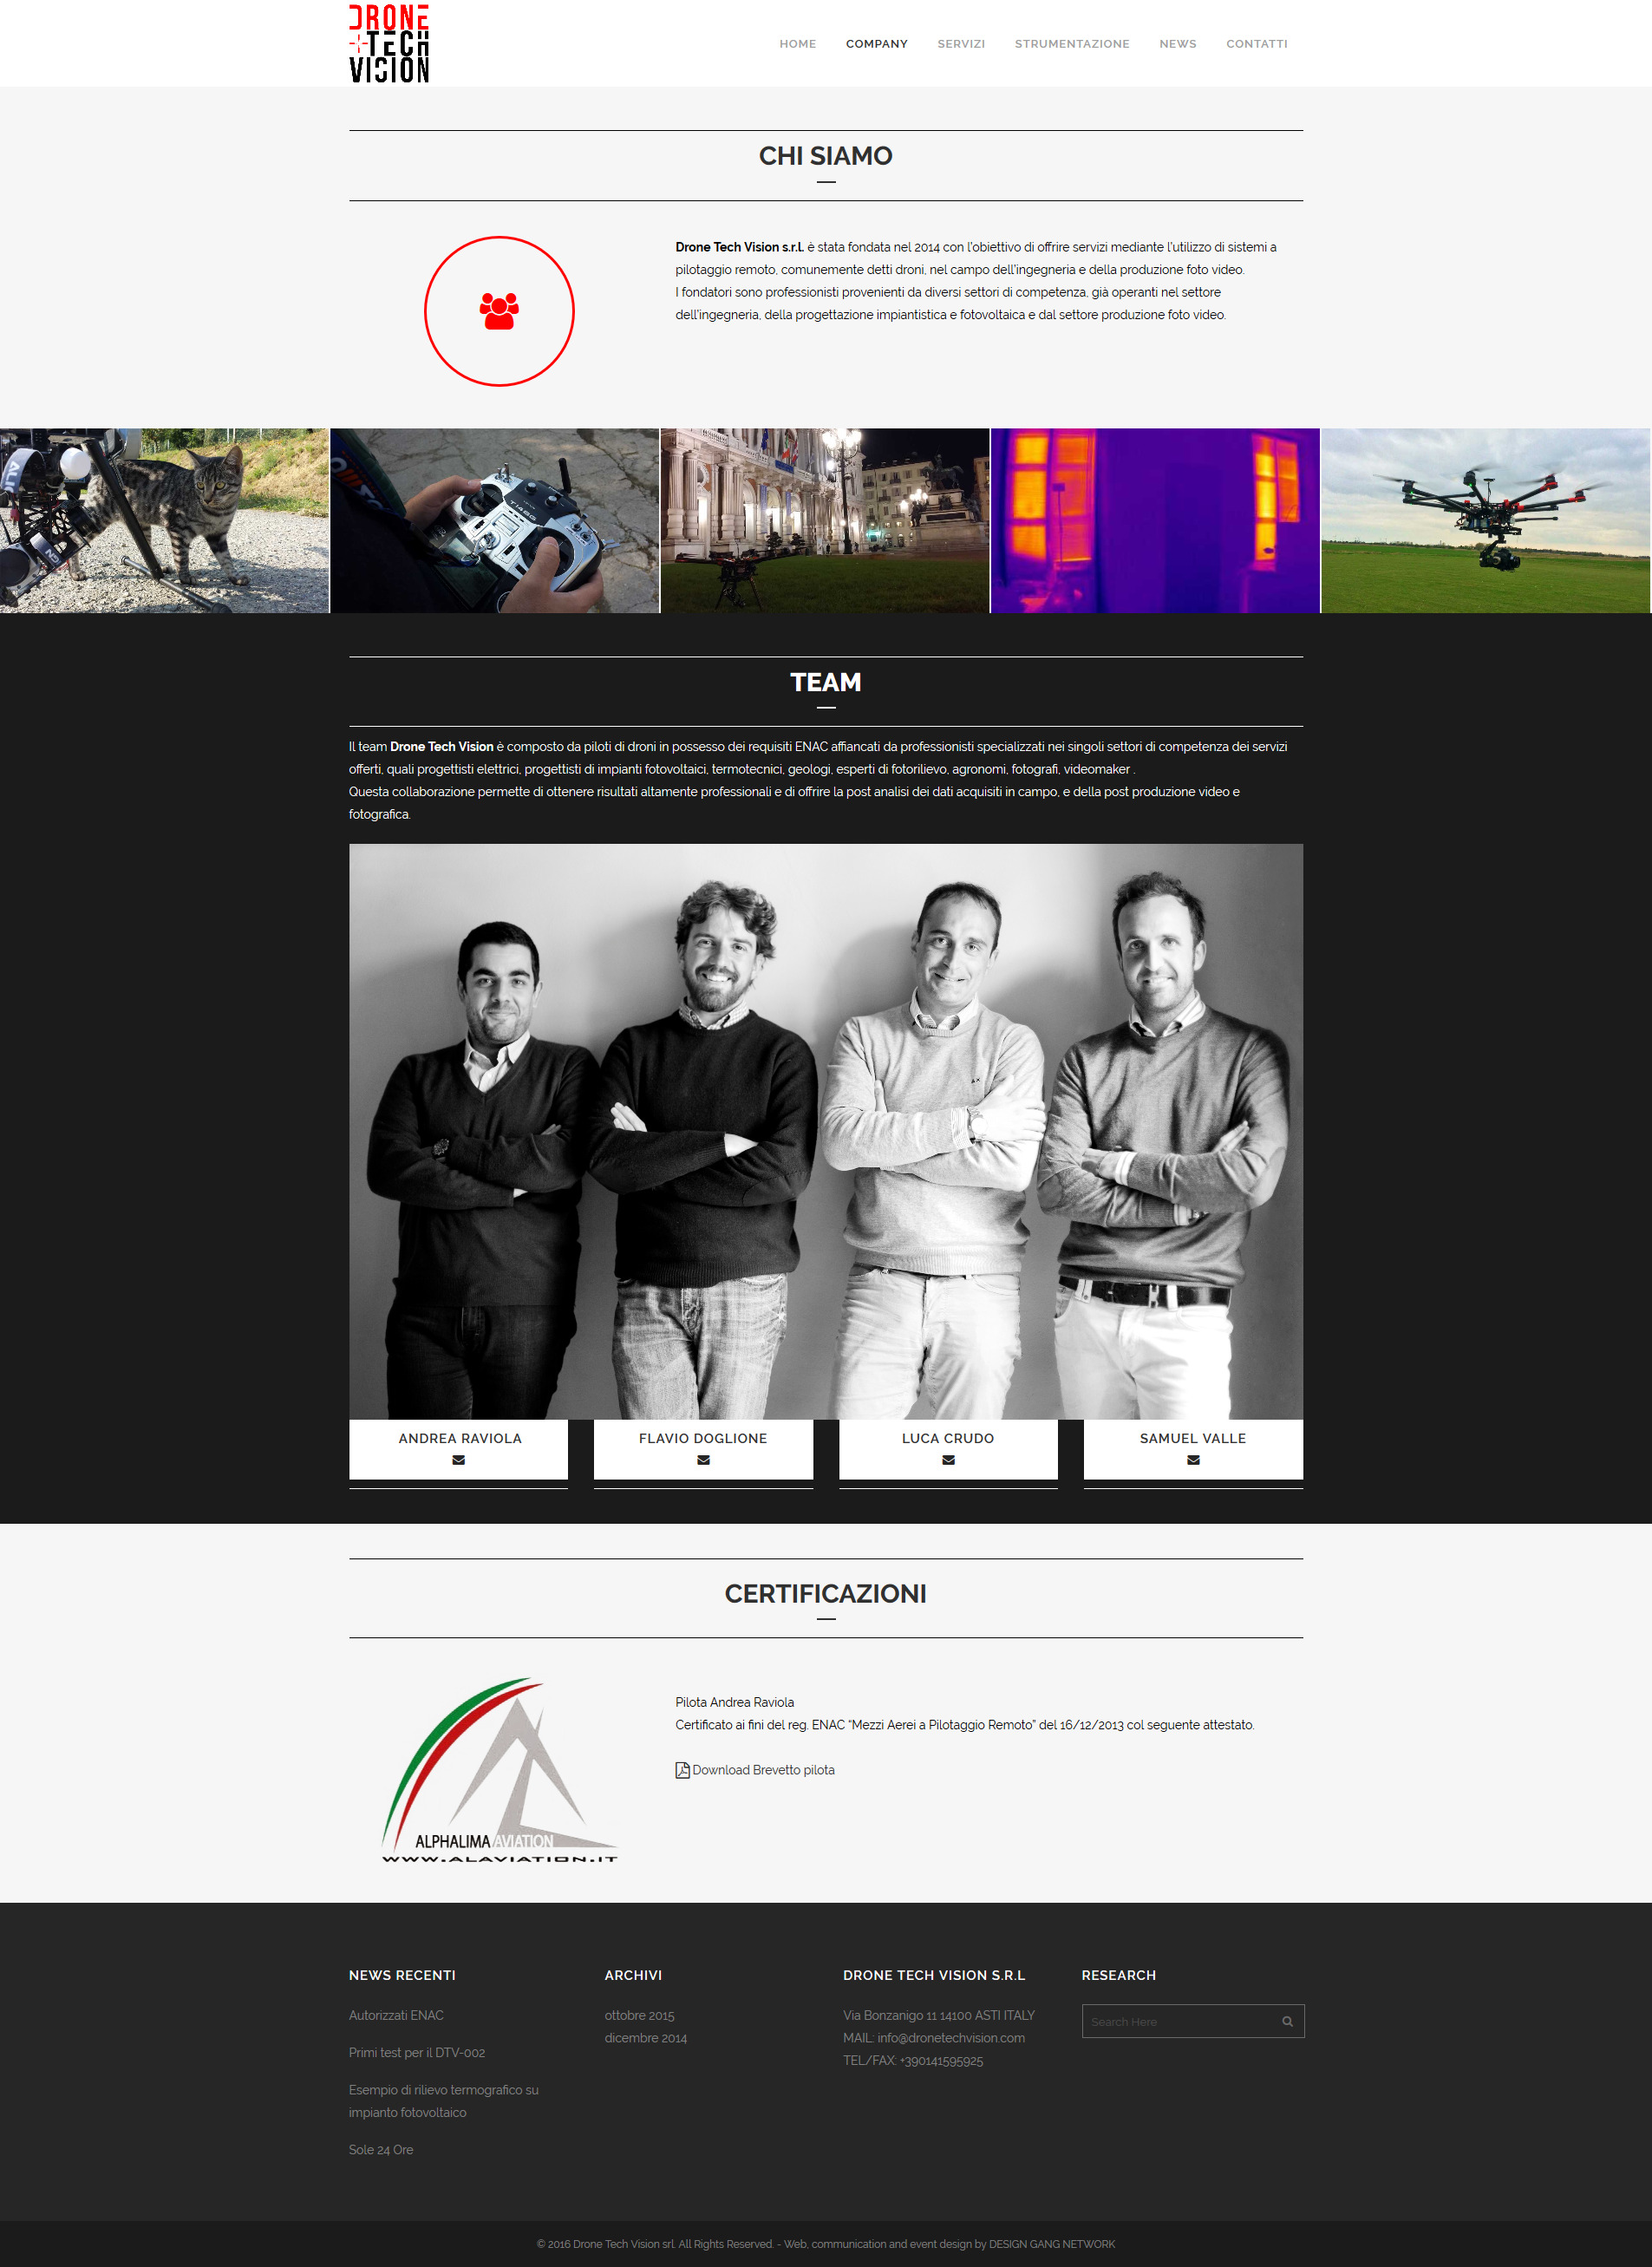 DRONE
TECH
VISION
HOME COMPANY SERVIZI STRUMENTAZIONE NEWS CONTATTI
CHI SIAMO
Drone Tech Vision s.r.l. è stata fondata nel 2014 con l'obiettivo di offrire servizi mediante l'utilizzo di sistemi a
pilotaggio remoto, comunemente detti droni, nel campo dell'ingegneria e della produzione foto video.
I fondatori sono professionisti provenienti da diversi settori di competenza, già operanti nel settore
dell'ingegneria, della progettazione impiantistica e fotovoltaica e dal settore produzione foto video.
TEAM
Il team Drone Tech Vision è composto da piloti di droni in possesso dei requisiti ENAC affiancati da professionisti specializzati nei singoli settori di competenza dei servizi
offerti, quali progettisti elettrici, progettisti di impianti fotovoltaici, termotecnici, geologi, esperti di fotorilievo, agronomi, fotografi, videomaker .
Questa collaborazione permette di ottenere risultati altamente professionali e di offrire la post analisi dei dati acquisiti in campo, e della post produzione video e
fotografica.
ANDREA RAVIOLA
FLAVIO DOGLIONE
LUCA CRUDO
SAMUEL VALLE
CERTIFICAZIONI
ALPHALIMA AVIATION
WWW.ALAVIATION.IT
Pilota Andrea Raviola
Certificato ai fini del reg. ENAC “Mezzi Aerei a Pilotaggio Remoto” del 16/12/2013 col seguente attestato.
Download Brevetto pilota
NEWS RECENTI
Autorizzati ENAC
Primi test per il DTV-002
Esempio di rilievo termografico su
impianto fotovoltaico
Sole 24 Ore
ARCHIVI
ottobre 2015
dicembre 2014
DRONE TECH VISION S.R.L
Via Bonzanigo 11 14100 ASTI ITALY
MAIL: info@dronetechvision.com
TEL/FAX: +390141595925
RESEARCH
Search Here
© 2016 Drone Tech Vision srl. All Rights Reserved. - Web, communication and event design by DESIGN GANG NETWORK